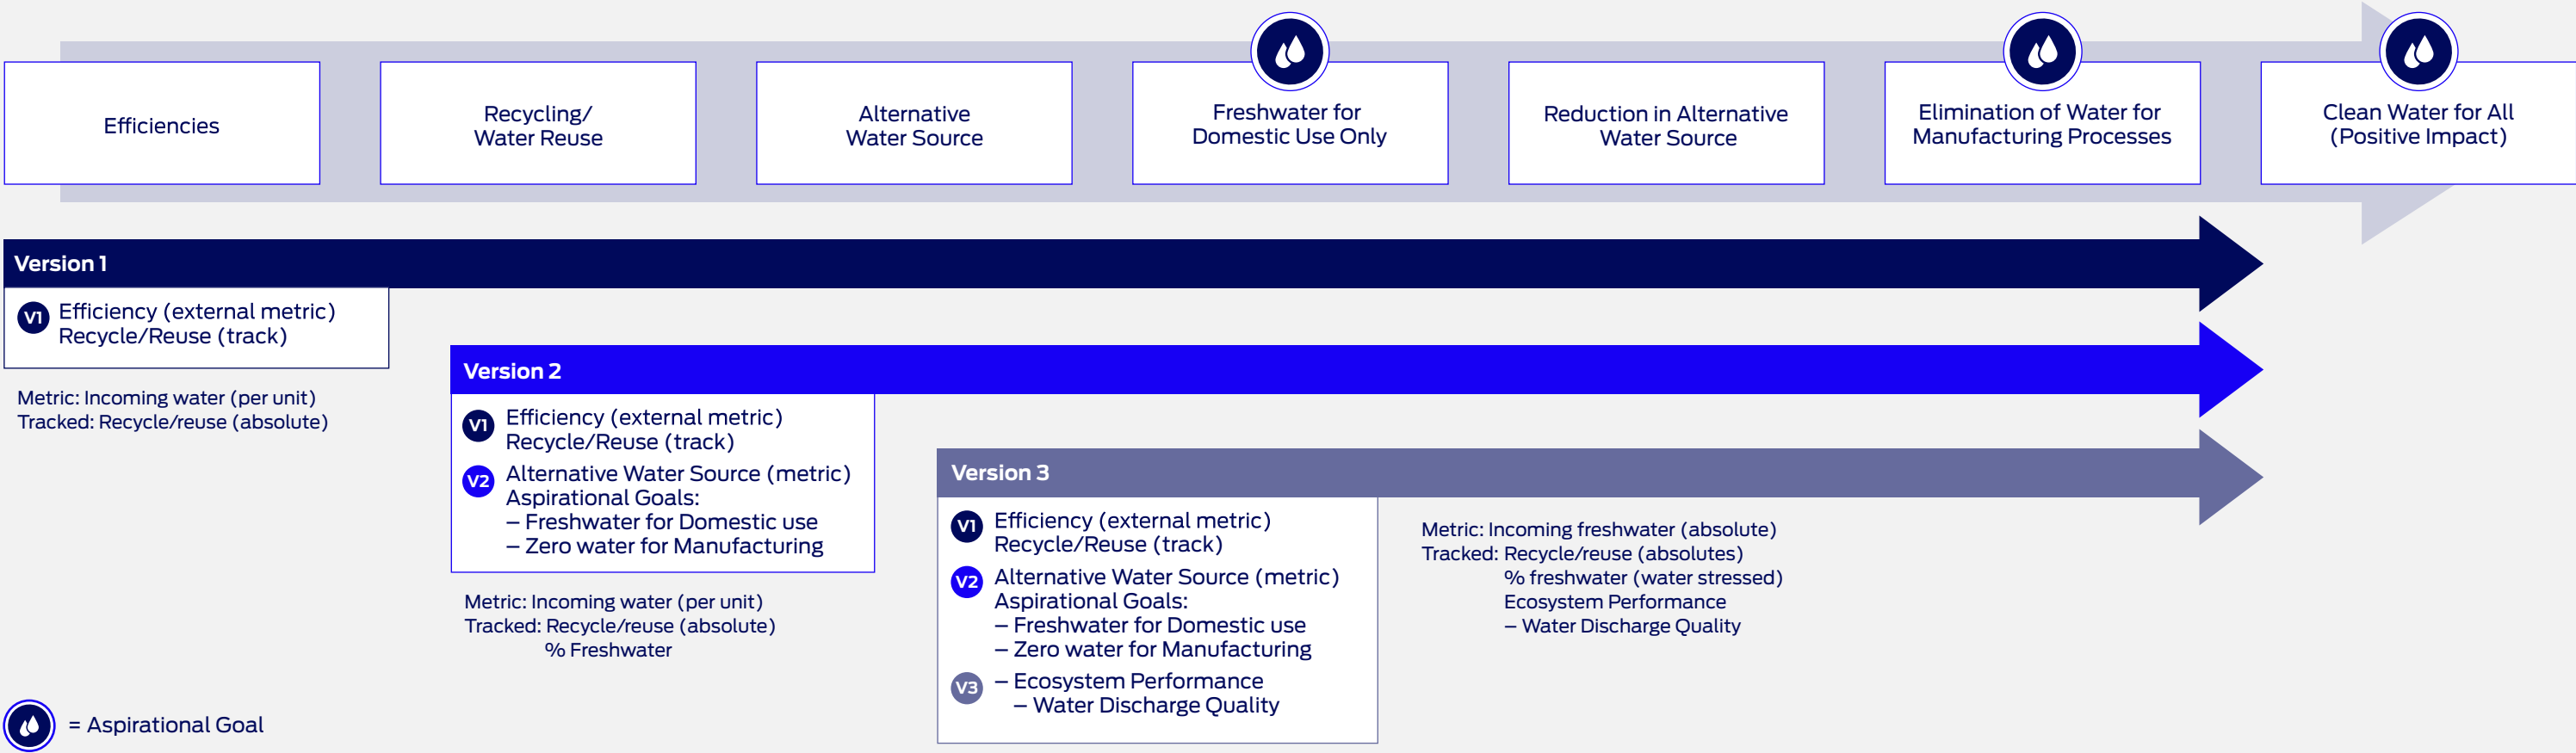 Efficiencies
Recycling/
Water Reuse
Alternative
Water Source
Freshwater for
Domestic Use Only
Reduction in Alternative
Water Source
Elimination of Water for
Manufacturing Processes
Clean Water for All
(Positive Impact)
Version 1
V1 Efficiency (external metric)
Recycle/Reuse (track)
Metric: Incoming water (per unit)
Tracked: Recycle/reuse (absolute)
Version 2
V1 Efficiency (external metric)
Recycle/Reuse (track)
V2 Alternative Water Source (metric)
Aspirational Goals:
– Freshwater for Domestic use
– Zero water for Manufacturing
Metric: Incoming water (per unit)
Tracked: Recycle/reuse (absolute)
% Freshwater
Version 3
V1 Efficiency (external metric)
Recycle/Reuse (track)
V2 Alternative Water Source (metric)
Aspirational Goals:
– Freshwater for Domestic use
– Zero water for Manufacturing
V3 – Ecosystem Performance
– Water Discharge Quality
Metric: Incoming freshwater (absolute)
Tracked: Recycle/reuse (absolutes)
% freshwater (water stressed)
Ecosystem Performance
– Water Discharge Quality
= Aspirational Goal